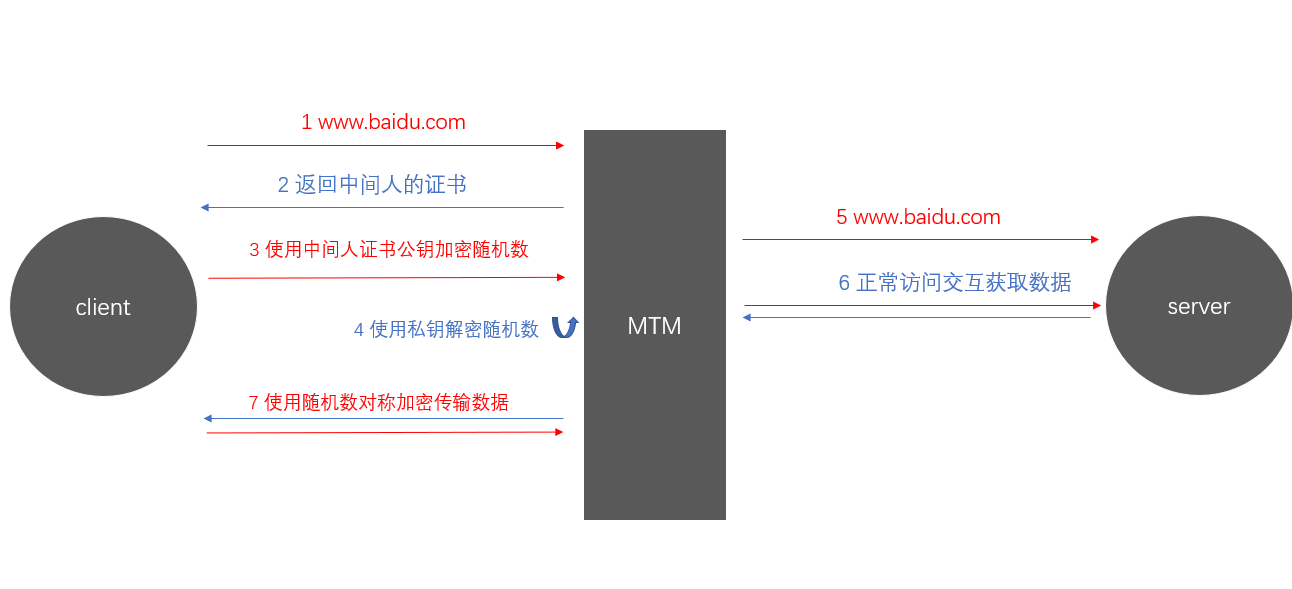 1 www.baidu.com
2 返回中间人的证书
3 使用中间人证书公钥加密随机数
4 使用私钥解密随机数
7 使用随机数对称加密传输数据
client
MTM
5 www.baidu.com
6 正常访问交互获取数据
server